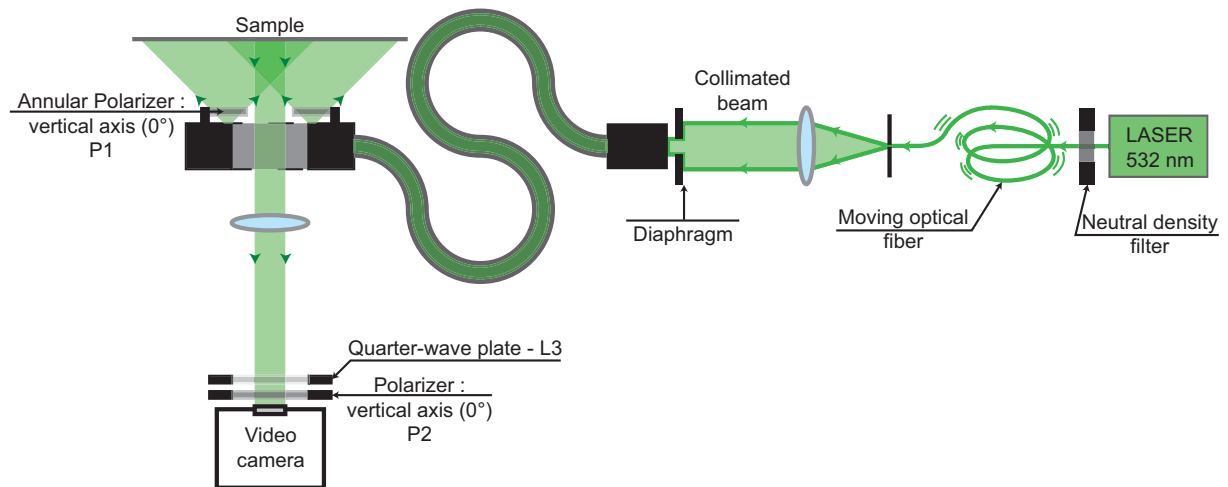 Sample
Annular Polarizer :
vertical axis (0°)
P1
Collimated
beam
LASER
532 nm
Diaphragm
Moving optical
fiber
Neutral density
filter
Quarter-wave plate - L3
Polarizer :
vertical axis (0°)
P2
Video
camera